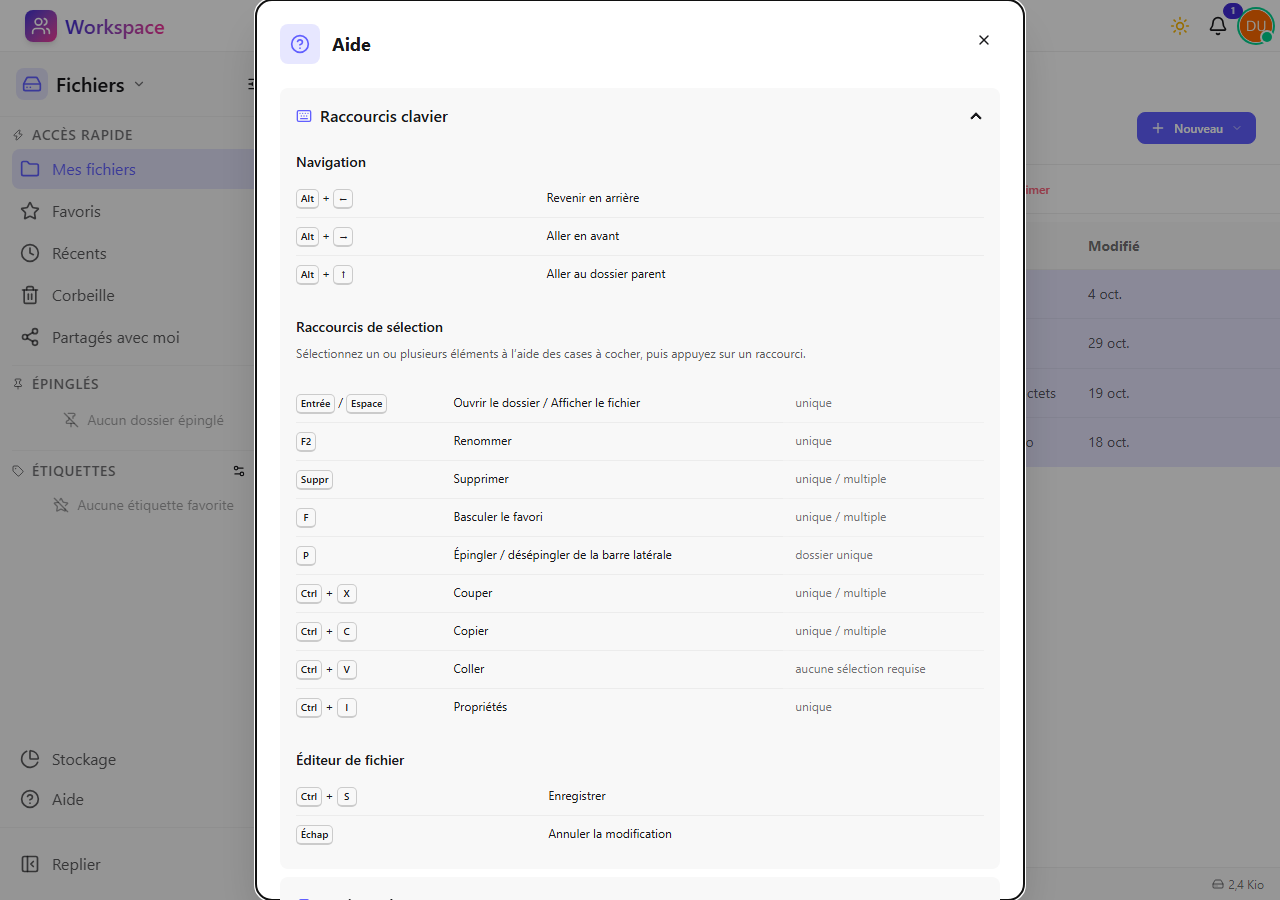 Workspace
1
DU
Fichiers
ACCÈS RAPIDE
Mes fichiers
Favoris
Récents
Corbeille
Partagés avec moi
ÉPINGLÉS
Aucun dossier épinglé
ÉTIQUETTES
Aucune étiquette favorite
Stockage
Aide
Replier
Aide
Raccourcis clavier
Navigation
Alt + ← Revenir en arrière
Alt + → Aller en avant
Alt + ↑ Aller au dossier parent
Raccourcis de sélection
Sélectionnez un ou plusieurs éléments à l'aide des cases à cocher, puis appuyez sur un raccourci.
Entrée / Espace Ouvrir le dossier / Afficher le fichier unique
F2 Renommer unique
Suppr Supprimer unique / multiple
F Basculer le favori unique / multiple
P Épingler / désépingler de la barre latérale dossier unique
Ctrl + X Couper unique / multiple
Ctrl + C Copier unique / multiple
Ctrl + V Coller aucune sélection requise
Ctrl + I Propriétés unique
Éditeur de fichier
Ctrl + S Enregistrer
Échap Annuler la modification
Nouveau
imer
Modifié
4 oct.
29 oct.
ctets 19 oct.
o 18 oct.
2,4 Kio